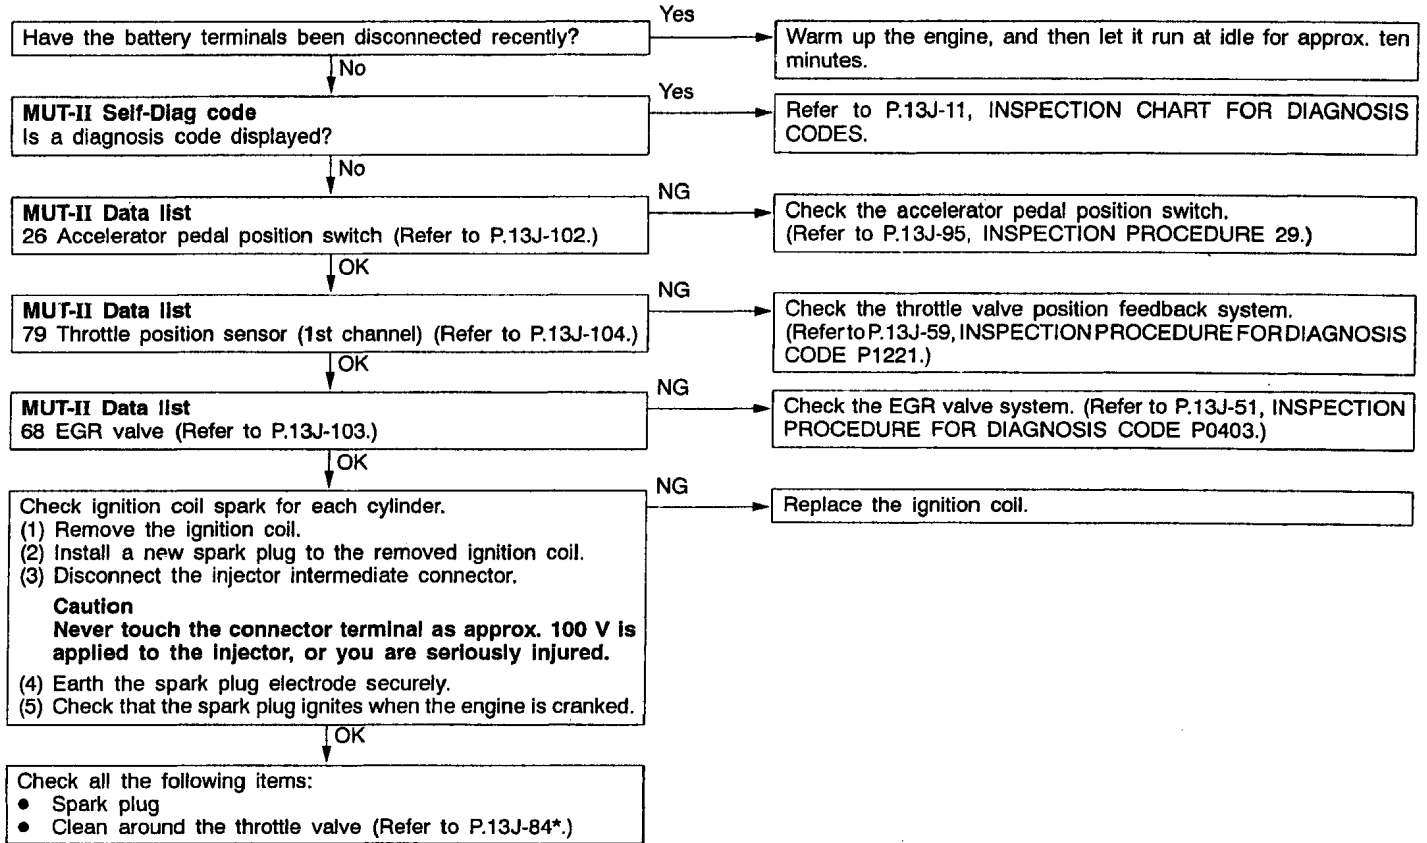 Have the battery terminals been disconnected recently?
Yes
Warm up the engine, and then let it run at idle for approx. ten
minutes.
No
MUT-II Self-Diag code
Is a diagnosis code displayed?
Yes
Refer to P.13J-11, INSPECTION CHART FOR DIAGNOSIS
CODES.
No
MUT-II Data list
26 Accelerator pedal position switch (Refer to P.13J-102.)
NG
Check the accelerator pedal position switch.
(Refer to P.13J-95, INSPECTION PROCEDURE 29.)
OK
MUT-II Data list
79 Throttle position sensor (1st channel) (Refer to P.13J-104.)
NG
Check the throttle valve position feedback system.
(Refer to P.13J-59, INSPECTION PROCEDURE FOR DIAGNOSIS
CODE P1221.)
OK
MUT-II Data list
68 EGR valve (Refer to P.13J-103.)
NG
Check the EGR valve system. (Refer to P.13J-51, INSPECTION
PROCEDURE FOR DIAGNOSIS CODE P0403.)
OK
Check ignition coil spark for each cylinder.
(1) Remove the ignition coil.
(2) Install a new spark plug to the removed ignition coil.
(3) Disconnect the injector intermediate connector.
Caution
Never touch the connector terminal as approx. 100 V is
applied to the injector, or you are seriously injured.
(4) Earth the spark plug electrode securely.
(5) Check that the spark plug ignites when the engine is cranked.
NG
Replace the ignition coil.
OK
Check all the following items:
● Spark plug
● Clean around the throttle valve (Refer to P.13J-84*.)